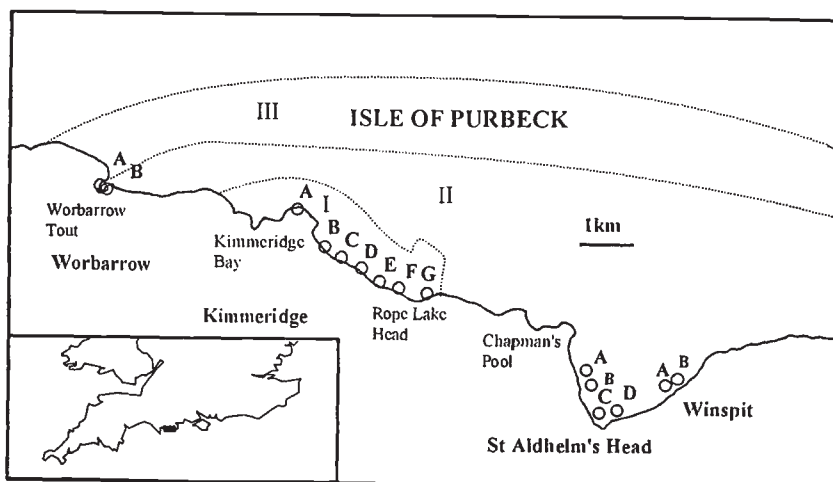 III ISLE OF PURBECK
A
B
Worbarrow
Tout
Worbarrow
II
A
I
B
C
D
E
F
G
1km
Kimmeridge
Bay
Kimmeridge
Rope Lake
Head
Chapman's
Pool
A
B
C
D
A
B
Winspit
St Aldhelm's Head